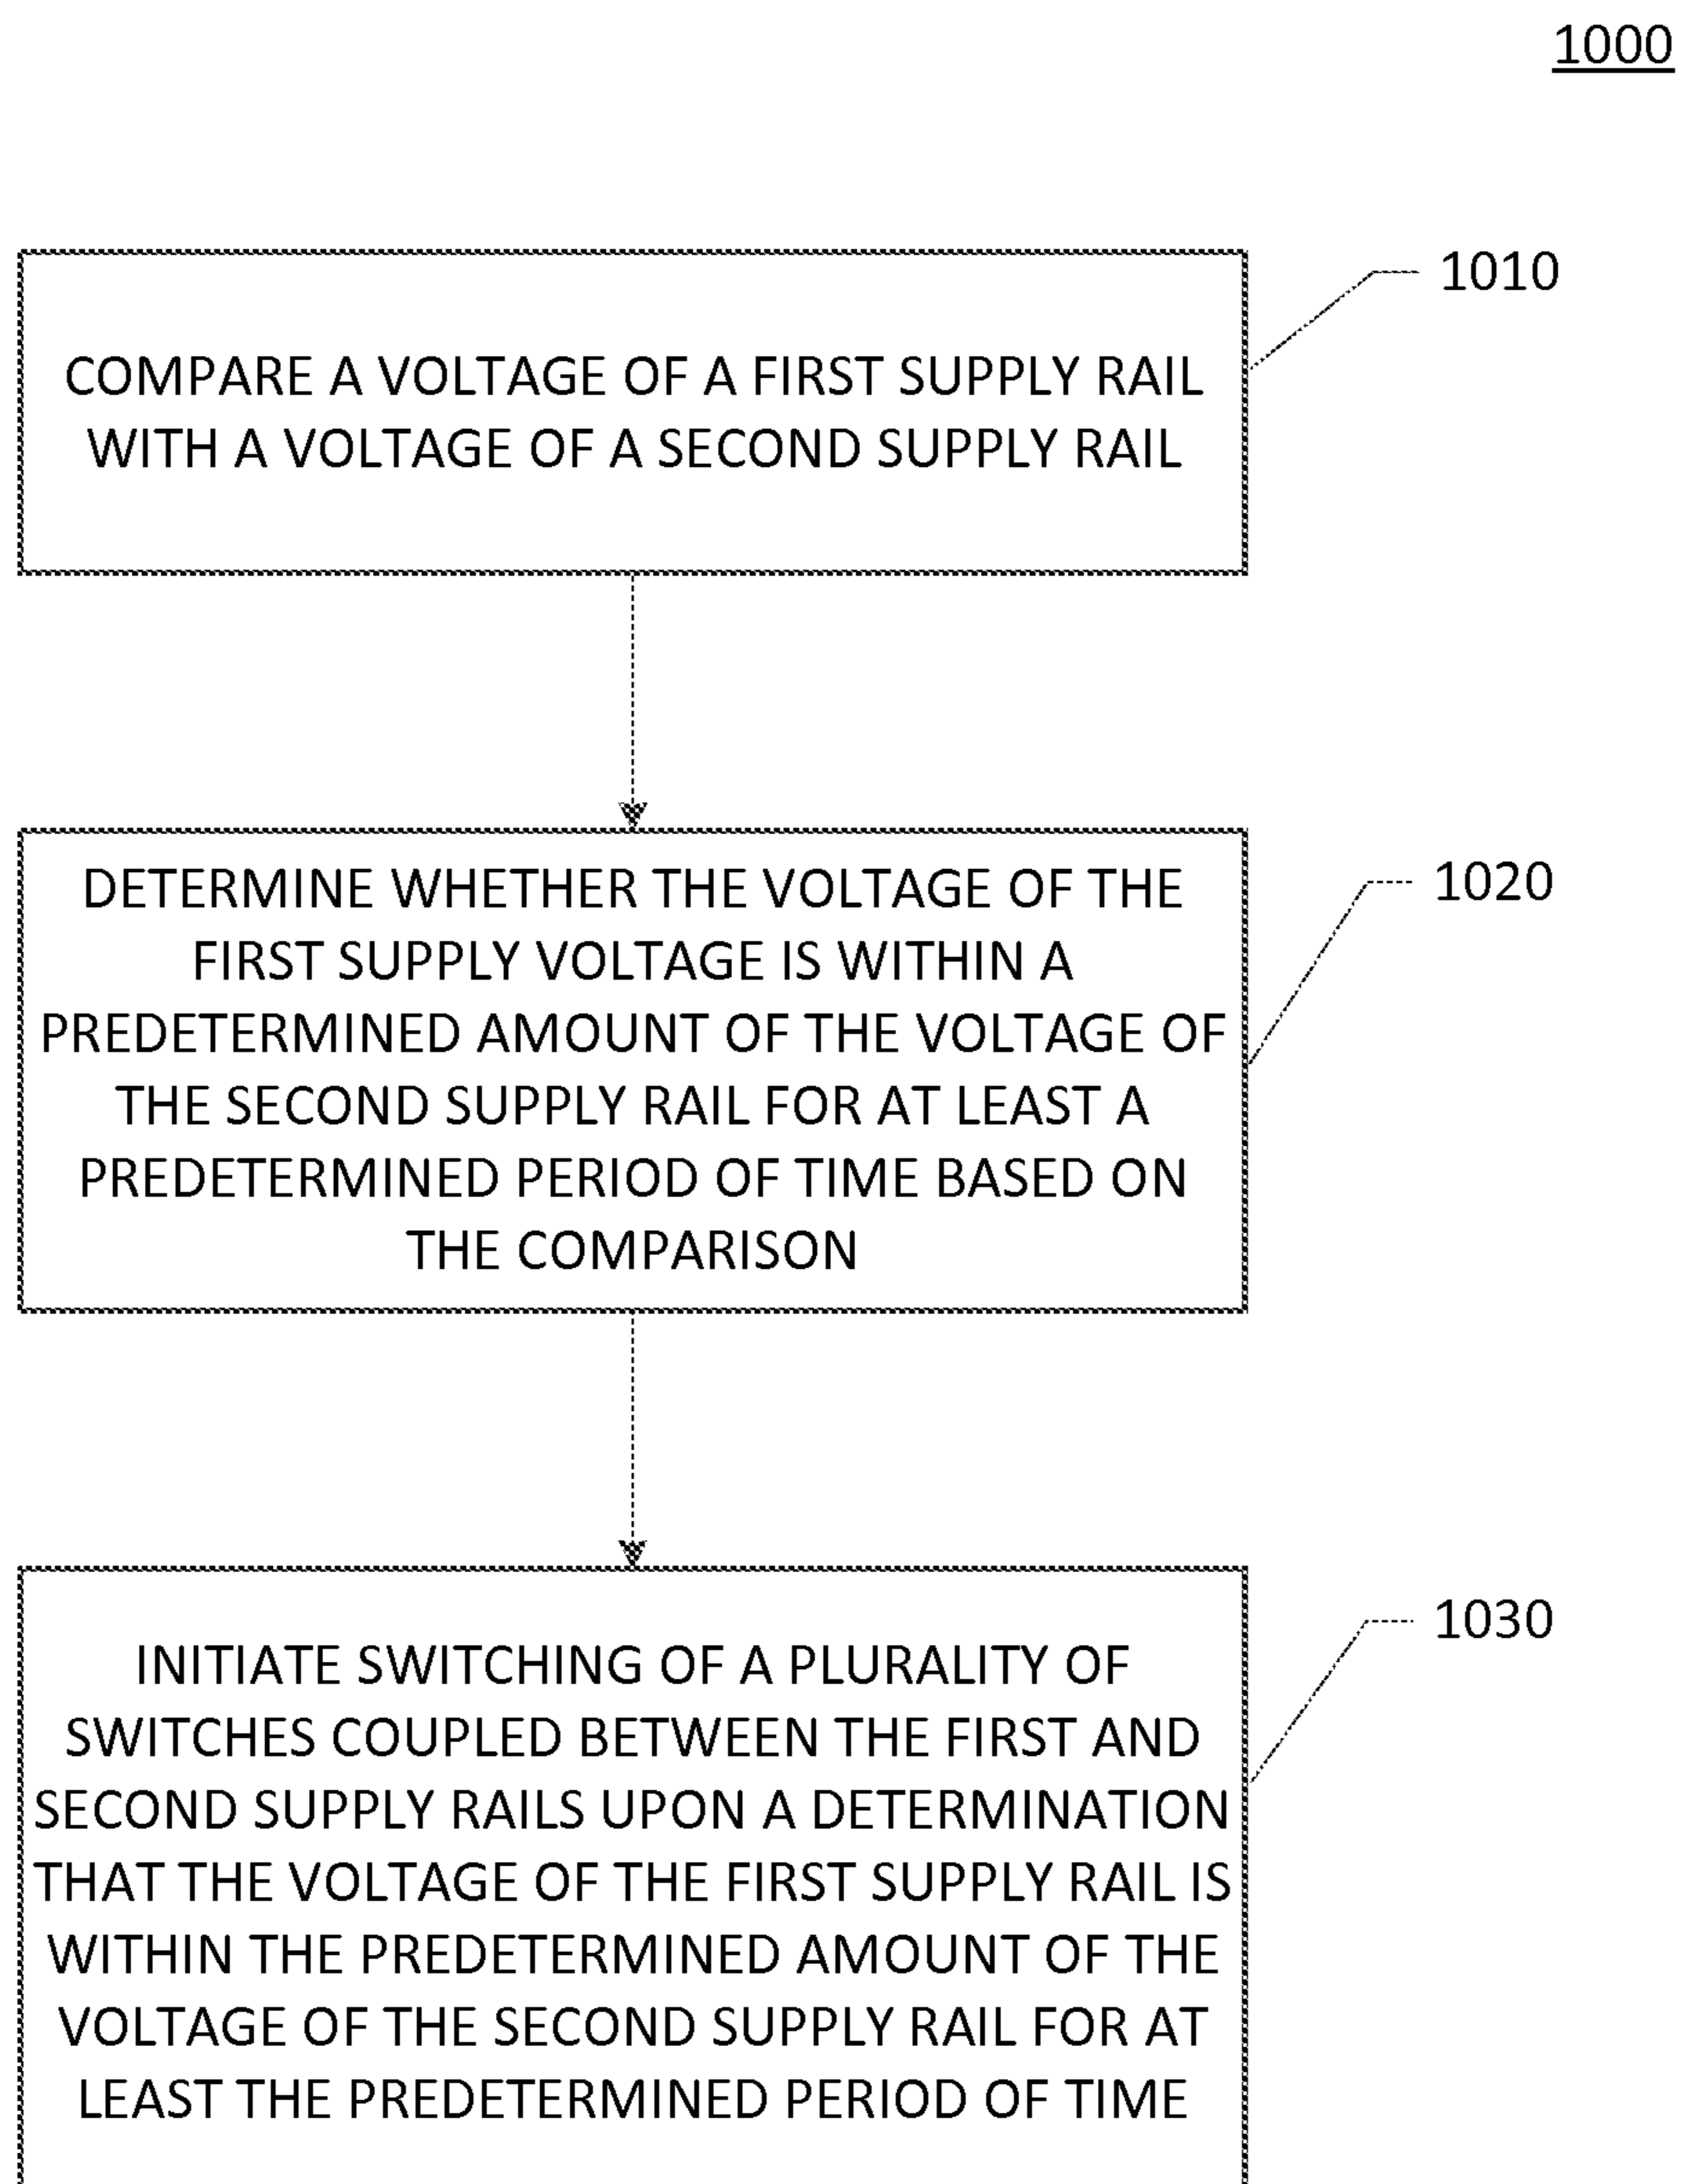 1000
1010
COMPARE A VOLTAGE OF A FIRST SUPPLY RAIL
WITH A VOLTAGE OF A SECOND SUPPLY RAIL
1020
DETERMINE WHETHER THE VOLTAGE OF THE
FIRST SUPPLY VOLTAGE IS WITHIN A
PREDETERMINED AMOUNT OF THE VOLTAGE OF
THE SECOND SUPPLY RAIL FOR AT LEAST A
PREDETERMINED PERIOD OF TIME BASED ON
THE COMPARISON
1030
INITIATE SWITCHING OF A PLURALITY OF
SWITCHES COUPLED BETWEEN THE FIRST AND
SECOND SUPPLY RAILS UPON A DETERMINATION
THAT THE VOLTAGE OF THE FIRST SUPPLY RAIL IS
WITHIN THE PREDETERMINED AMOUNT OF THE
VOLTAGE OF THE SECOND SUPPLY RAIL FOR AT
LEAST THE PREDETERMINED PERIOD OF TIME